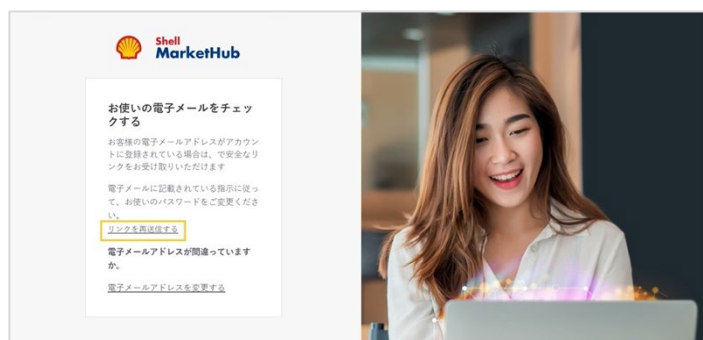 Shell
MarketHub
お使いの電子メールをチェッ
クする
お客様の電子メールアドレスがアカウン
トに登録されている場合は、で安全なリ
ンクをお受け取りいただけます
電子メールに記載されている指示に従っ
て、お使いのパスワードをご変更くださ
い。
リンクを再送信する
電子メールアドレスが間違っています
か。
電子メールアドレスを変更する